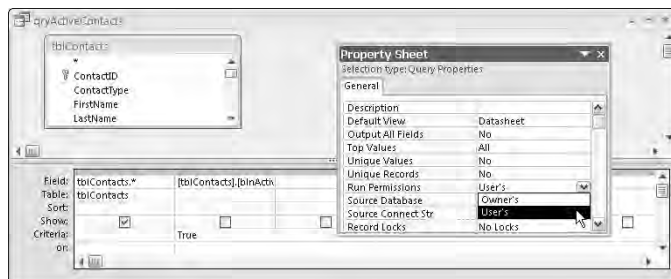 qryActiveContacts
tblContacts
*
ContactID
ContactType
FirstName
LastName
Property Sheet
Selection type: Query Properties
General
Description
Default View Datasheet
Output All Fields No
Top Values All
Unique Values No
Unique Records No
Run Permissions User's
Source Database Owner's
Source Connect Str User's
Record Locks No Locks
Field: tblContacts.* [tblContacts].[blnActiv
Table: tblContacts
Sort:
Show:
Criteria: True
or: